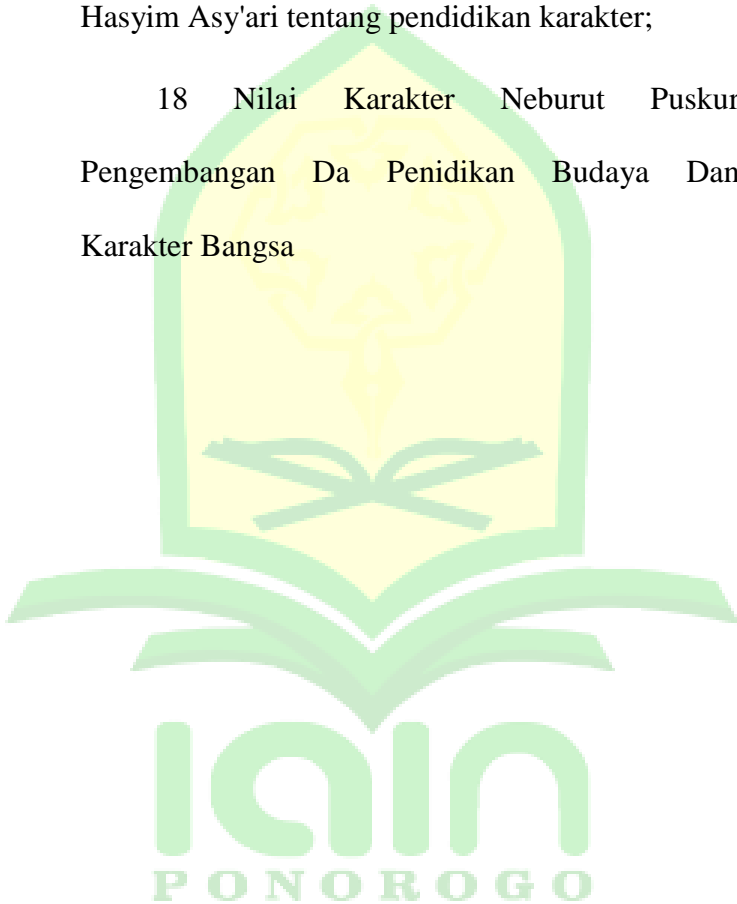 Hasyim Asy'ari tentang pendidikan karakter;
18 Nilai Karakter Neburut Puskur
Pengembangan Da Penidikan Budaya Dan
Karakter Bangsa
iain
PONOROGO